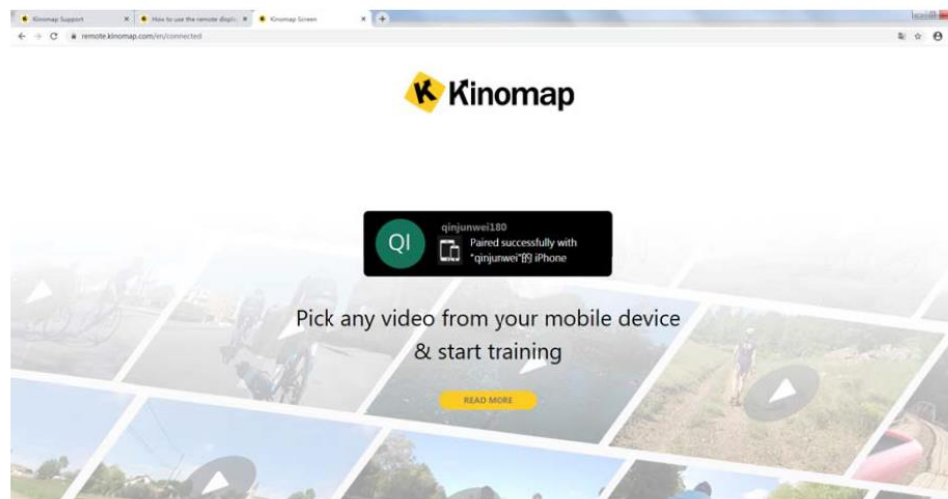 Kinomap Support
How to use the remote displa
Kinomap Screen
remote.kinomap.com/en/connected
Kinomap
QI
qinjunwei180
Paired successfully with
"qinjunwei"的 iPhone
Pick any video from your mobile device
& start training
READ MORE